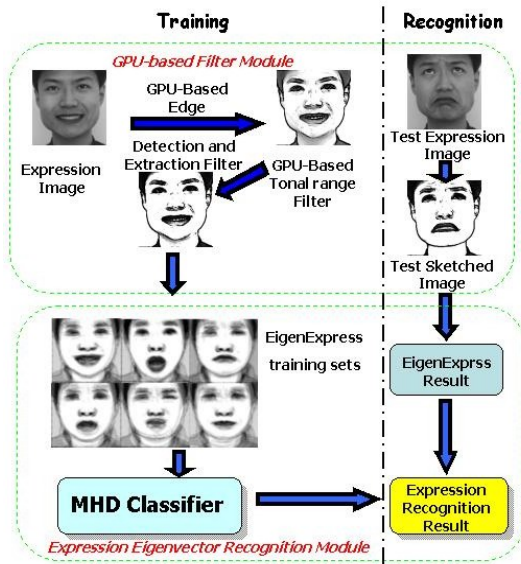 Training
Recognition
GPU-based Filter Module
GPU-Based
Edge
Detection and
Extraction Filter
Expression
Image
GPU-Based
Tonal range
Filter
Test Expression
Image
Test Sketched
Image
EigenExpress
training sets
EigenExprss
Result
MHD Classifier
Expression
Recognition
Result
Expression Eigenvector Recognition Module